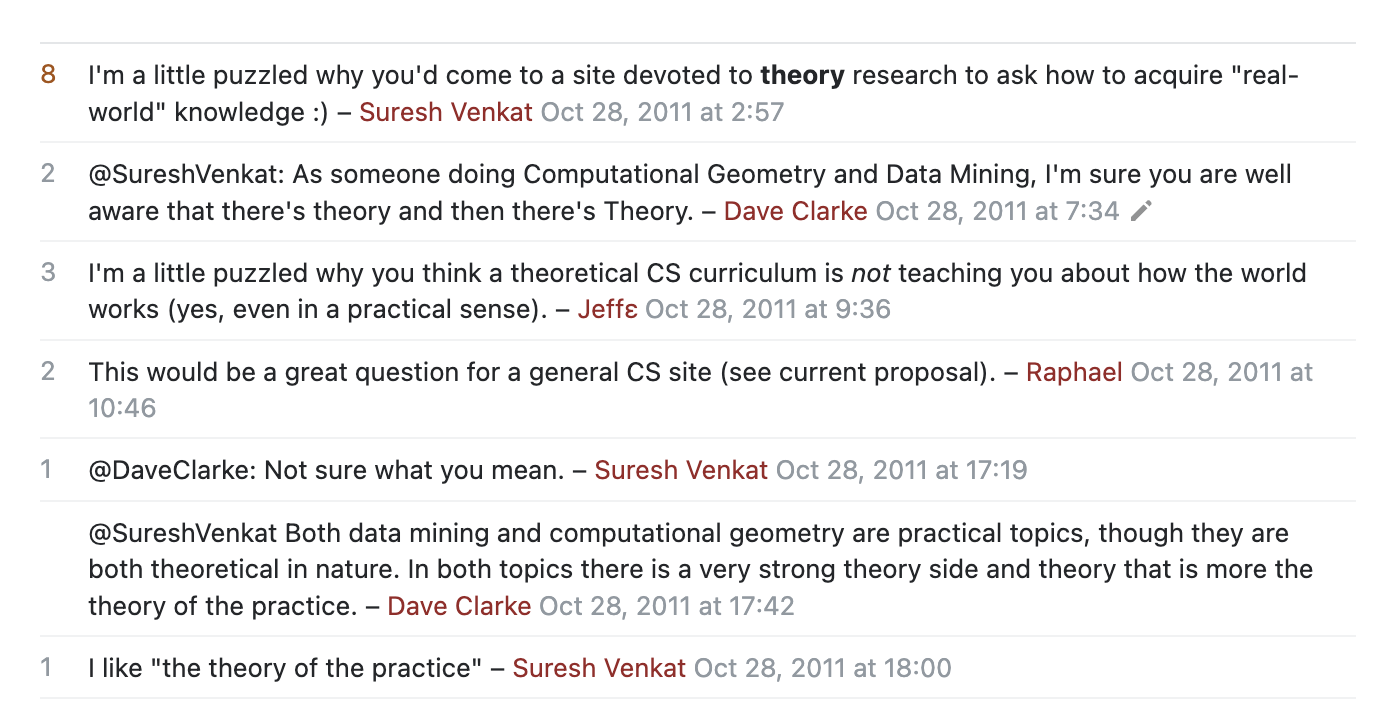 8 I'm a little puzzled why you'd come to a site devoted to theory research to ask how to acquire "real-
world" knowledge :) – Suresh Venkat Oct 28, 2011 at 2:57
2 @SureshVenkat: As someone doing Computational Geometry and Data Mining, I'm sure you are well
aware that there's theory and then there's Theory. – Dave Clarke Oct 28, 2011 at 7:34
3 I'm a little puzzled why you think a theoretical CS curriculum is not teaching you about how the world
works (yes, even in a practical sense). – Jeffε Oct 28, 2011 at 9:36
2 This would be a great question for a general CS site (see current proposal). – Raphael Oct 28, 2011 at
10:46
1 @DaveClarke: Not sure what you mean. – Suresh Venkat Oct 28, 2011 at 17:19
@SureshVenkat Both data mining and computational geometry are practical topics, though they are
both theoretical in nature. In both topics there is a very strong theory side and theory that is more the
theory of the practice. – Dave Clarke Oct 28, 2011 at 17:42
1 I like "the theory of the practice" – Suresh Venkat Oct 28, 2011 at 18:00